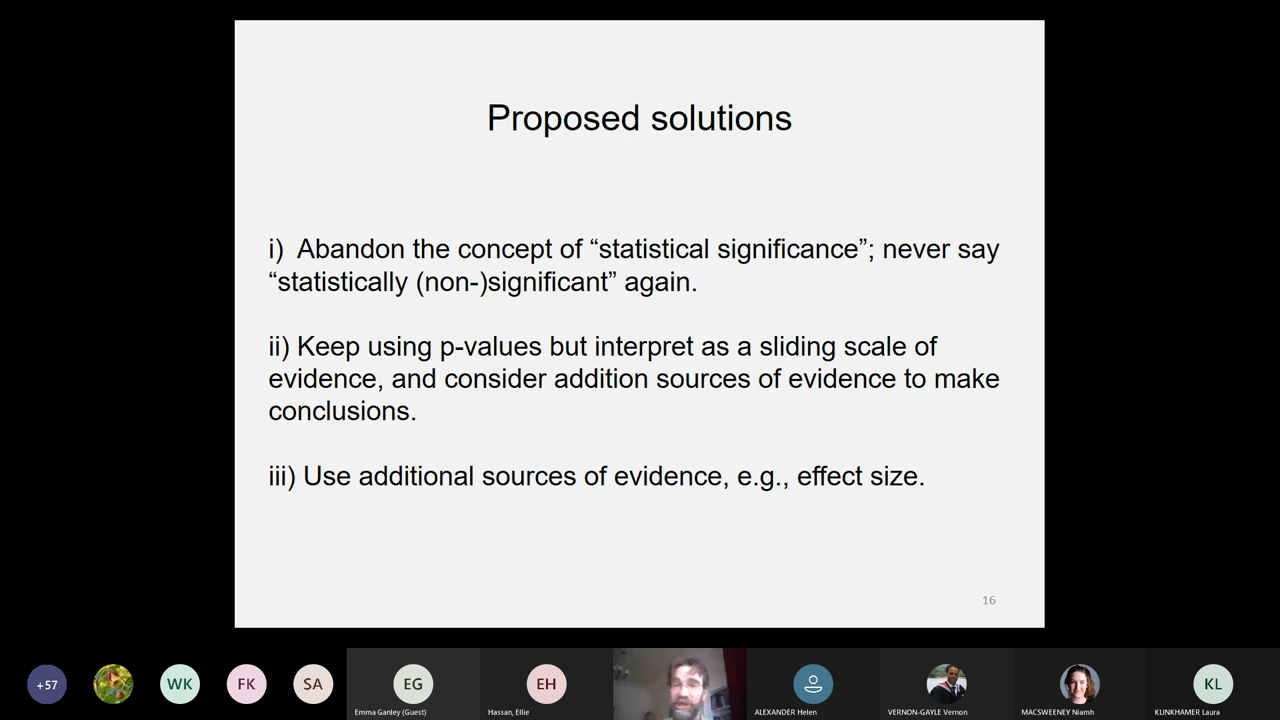 Proposed solutions
i) Abandon the concept of “statistical significance”; never say
“statistically (non-)significant” again.
ii) Keep using p-values but interpret as a sliding scale of
evidence, and consider addition sources of evidence to make
conclusions.
iii) Use additional sources of evidence, e.g., effect size.
16
+57
WK
FK
SA
EG
EH
KL
Emma Ganley (Guest)
Hassan, Ellie
ALEXANDER Helen
VERNON-GAYLE Vernon
MACSWEENEY Niamh
KLINKHAMER Laura